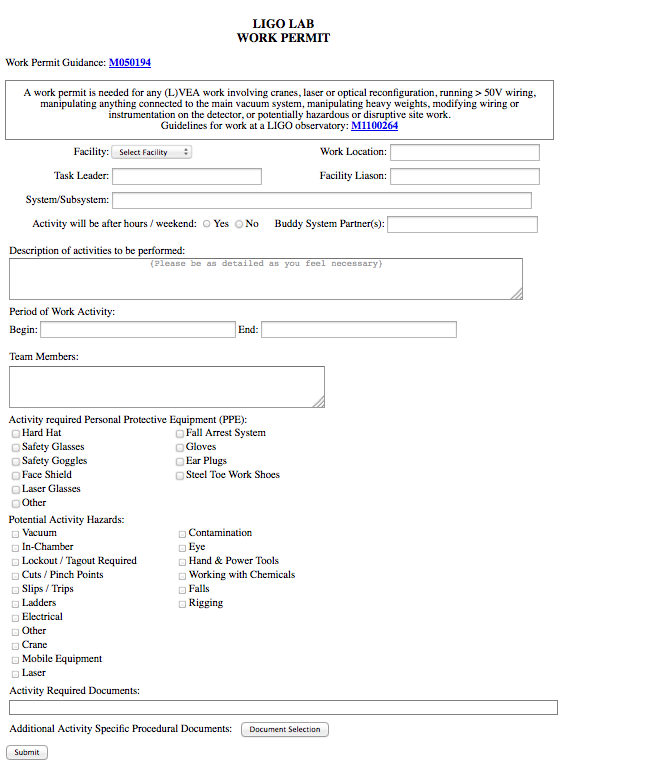 LIGO LAB
WORK PERMIT
Work Permit Guidance: M050194
A work permit is needed for any (L)VEA work involving cranes, laser or optical reconfiguration, running > 50V wiring,
manipulating anything connected to the main vacuum system, manipulating heavy weights, modifying wiring or
instrumentation on the detector, or potentially hazardous or disruptive site work.
Guidelines for work at a LIGO observatory: M1100264
Facility: Select Facility Work Location:
Task Leader: Facility Liason:
System/Subsystem:
Activity will be after hours / weekend: Yes No Buddy System Partner(s):
Description of activities to be performed:
{Please be as detailed as you feel necessary}
Period of Work Activity:
Begin: End:
Team Members:
Activity required Personal Protective Equipment (PPE):
Hard Hat Fall Arrest System
Safety Glasses Gloves
Safety Goggles Ear Plugs
Face Shield Steel Toe Work Shoes
Laser Glasses
Other
Potential Activity Hazards:
Vacuum Contamination
In-Chamber Eye
Lockout / Tagout Required Hand & Power Tools
Cuts / Pinch Points Working with Chemicals
Slips / Trips Falls
Ladders Rigging
Electrical
Other
Crane
Mobile Equipment
Laser
Activity Required Documents:
Additional Activity Specific Procedural Documents: Document Selection
Submit